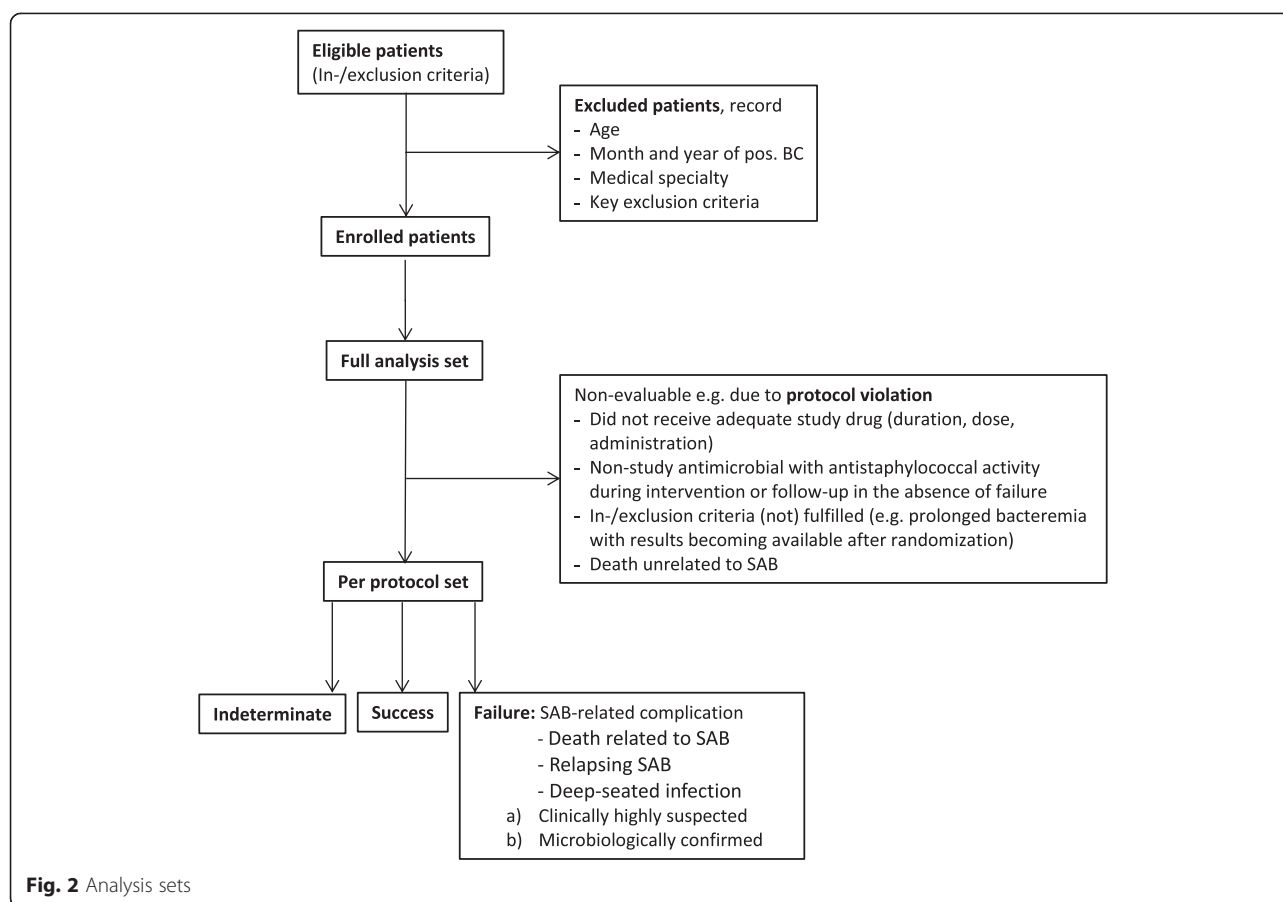 Eligible patients
(In-/exclusion criteria)
Excluded patients, record
- Age
- Month and year of pos. BC
- Medical specialty
- Key exclusion criteria
Enrolled patients
Full analysis set
Non-evaluable e.g. due to protocol violation
- Did not receive adequate study drug (duration, dose,
administration)
- Non-study antimicrobial with antistaphylococcal activity
during intervention or follow-up in the absence of failure
- In-/exclusion criteria (not) fulfilled (e.g. prolonged bacteremia
with results becoming available after randomization)
- Death unrelated to SAB
Per protocol set
Indeterminate
Success
Failure: SAB-related complication
- Death related to SAB
- Relapsing SAB
- Deep-seated infection
a) Clinically highly suspected
b) Microbiologically confirmed
Fig. 2 Analysis sets